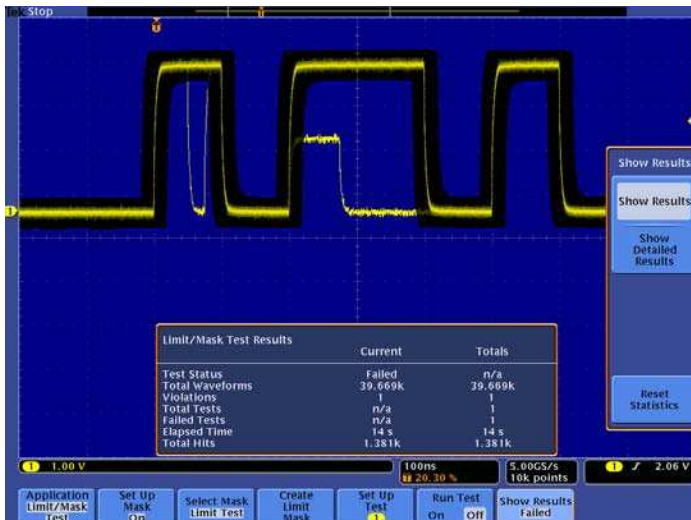 Tek Stop
Show Results
Show Results
Show
Detailed
Results
Reset
Statistics
Limit/Mask Test Results
Current Totals
Test Status Failed n/a
Total Waveforms 39.669k 39.669k
Violations 1 1
Total Tests n/a 1
Failed Tests n/a 1
Elapsed Time 14 s 14 s
Total Hits 1.381k 1.381k
1 1.00 V
100ns
20.30 %
5.00GS/s
10k points
1 2.06 V
Application
Limit/Mask
Test
Set Up
Mask
On
Select Mask
Limit Test
Create
Limit
Mask
Set Up
Test
1
Run Test
On Off
Show Results
Failed